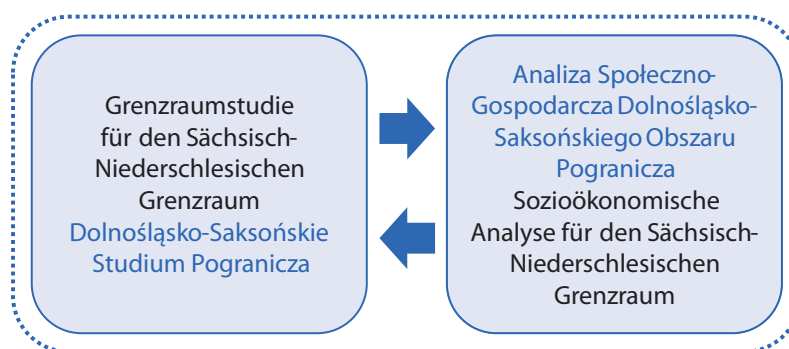 Grenzraumstudie
für den Sächsisch-
Niederschlesischen
Grenzraum
Dolnośląsko-Saksońskie
Studium Pogranicza
Analiza Społeczno-
Gospodarcza Dolnośląsko-
Saksońskiego Obszaru
Pogranicza
Sozioökonomische
Analyse für den Sächsisch-
Niederschlesischen
Grenzraum